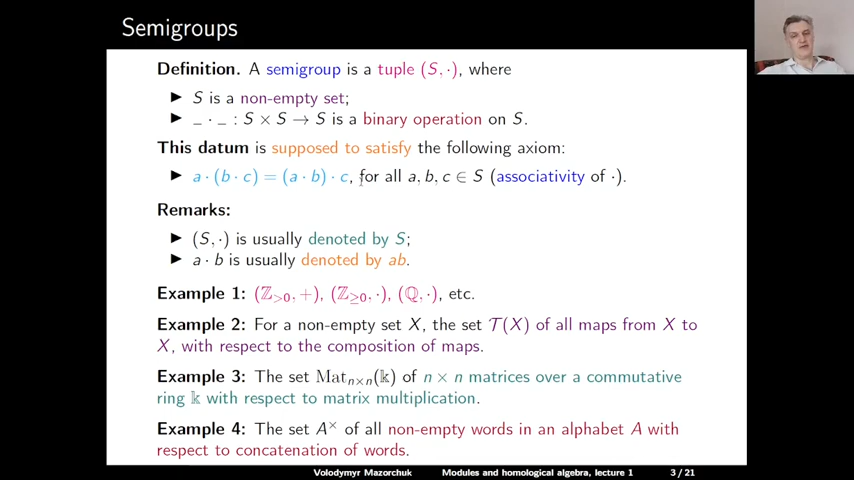 Semigroups
Definition. A semigroup is a tuple (S, ·), where
▶ S is a non-empty set;
▶ _ · _ : S × S → S is a binary operation on S.
This datum is supposed to satisfy the following axiom:
▶ a · (b · c) = (a · b) · c, for all a, b, c ∈ S (associativity of ·).
Remarks:
▶ (S, ·) is usually denoted by S;
▶ a · b is usually denoted by ab.
Example 1: (ℤ>0, +), (ℤ≥0, ·), (ℚ, ·), etc.
Example 2: For a non-empty set X, the set 𝒯(X) of all maps from X to
X, with respect to the composition of maps.
Example 3: The set Matₙ×ₙ(𝕜) of n × n matrices over a commutative
ring 𝕜 with respect to matrix multiplication.
Example 4: The set A× of all non-empty words in an alphabet A with
respect to concatenation of words.
Volodymyr Mazorchuk Modules and homological algebra, lecture 1 3 / 21